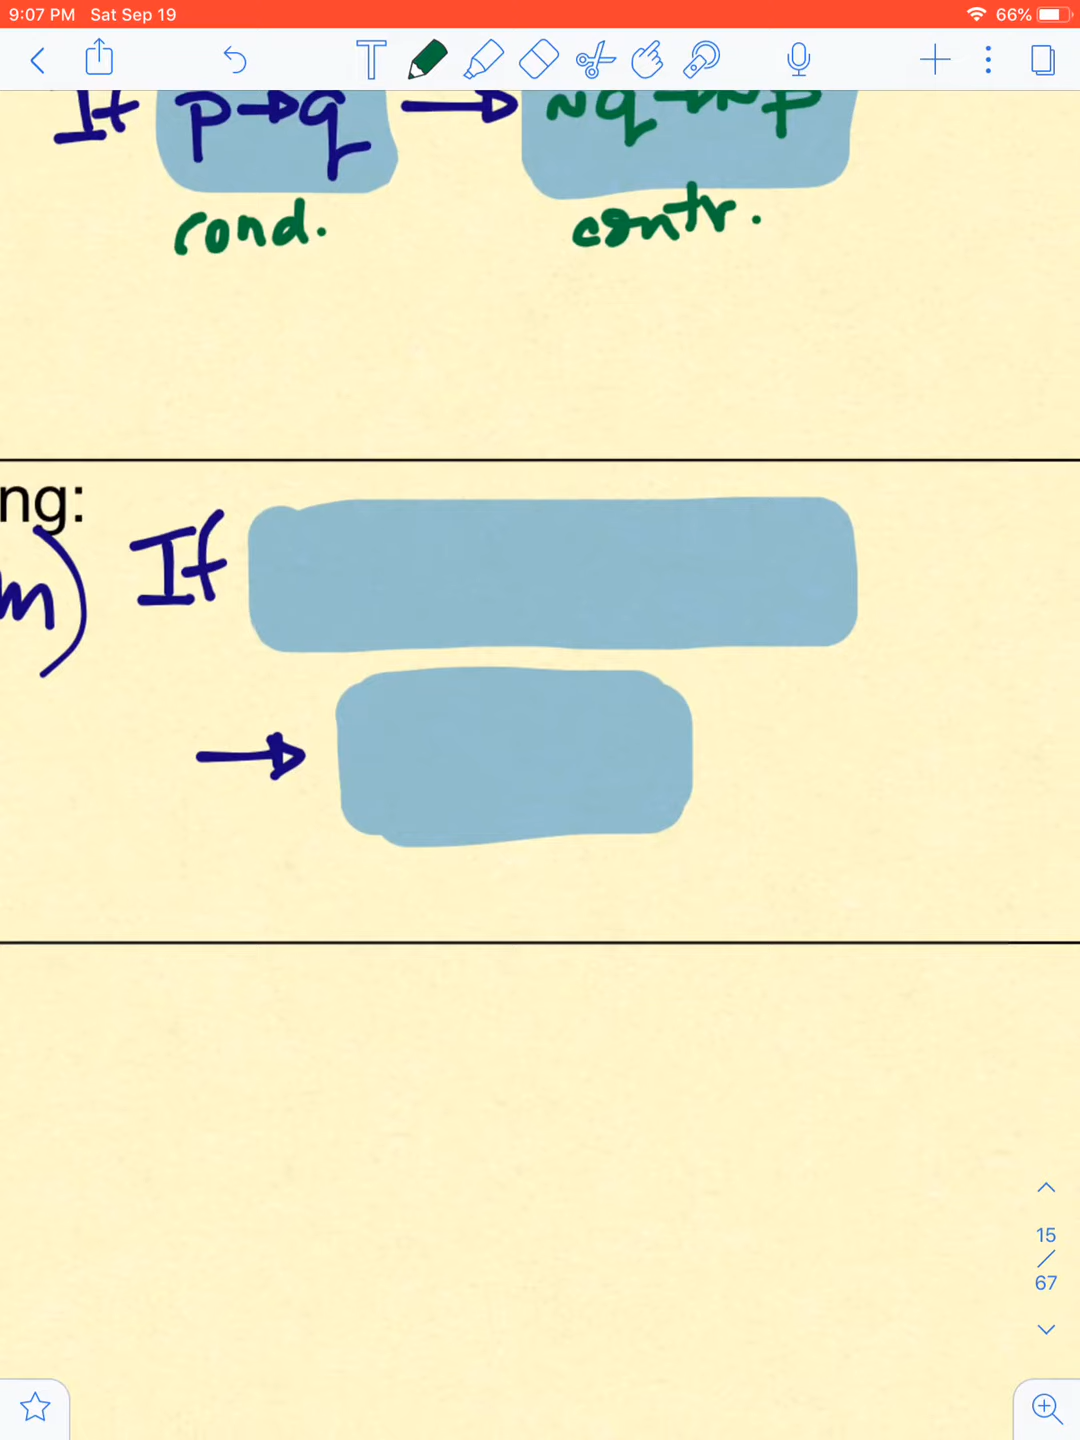 9:07 PM Sat Sep 19 66%
If p→q → ~q→~p
cond. contr.
ng:
m) If
→
15
/
67